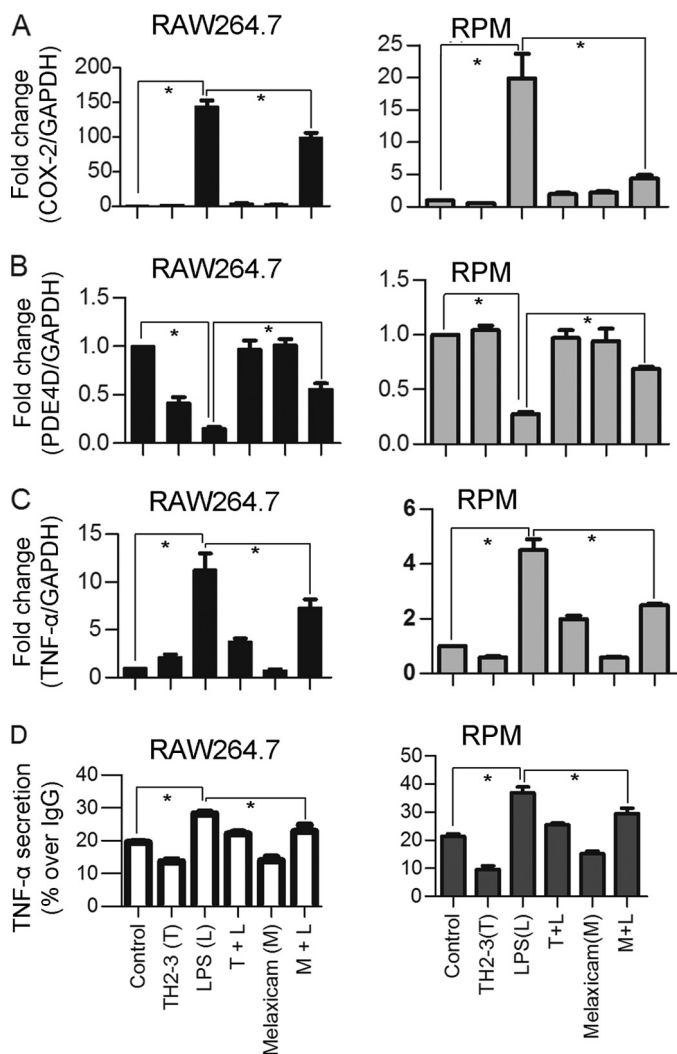 A
RAW264.7
RPM
Fold change
(COX-2/GAPDH)
200
150
100
50
0
*
*
25
20
15
10
5
0
*
*
B
RAW264.7
RPM
Fold change
(PDE4D/GAPDH)
1.5
1.0
0.5
0.0
*
*
1.5
1.0
0.5
0.0
*
*
C
RAW264.7
RPM
Fold change
(TNF-α/GAPDH)
15
10
5
0
*
*
6
4
2
0
*
*
D
RAW264.7
RPM
TNF-α secretion
(% over IgG)
40
30
20
10
0
*
*
50
40
30
20
10
0
*
*
Control
TH2-3 (T)
LPS (L)
T + L
Melaxicam (M)
M + L
Control
TH2-3(T)
LPS(L)
T+L
Melaxicam(M)
M+L